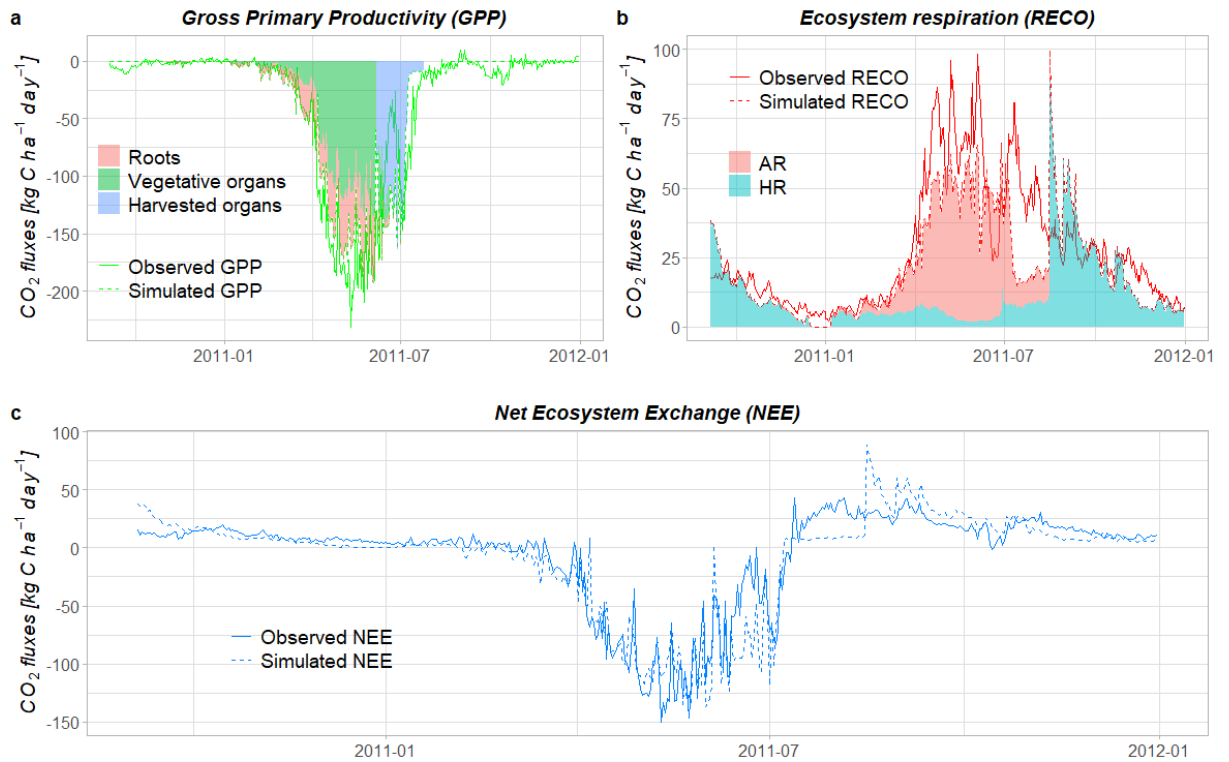 a
Gross Primary Productivity (GPP)
CO₂ fluxes [kg C ha⁻¹ day⁻¹]
0
-50
-100
-150
-200
Roots
Vegetative organs
Harvested organs
Observed GPP
Simulated GPP
2011-01
2011-07
2012-01
b
Ecosystem respiration (RECO)
CO₂ fluxes [kg C ha⁻¹ day⁻¹]
100
75
50
25
0
Observed RECO
Simulated RECO
AR
HR
2011-01
2011-07
2012-01
c
Net Ecosystem Exchange (NEE)
CO₂ fluxes [kg C ha⁻¹ day⁻¹]
100
50
0
-50
-100
-150
Observed NEE
Simulated NEE
2011-01
2011-07
2012-01